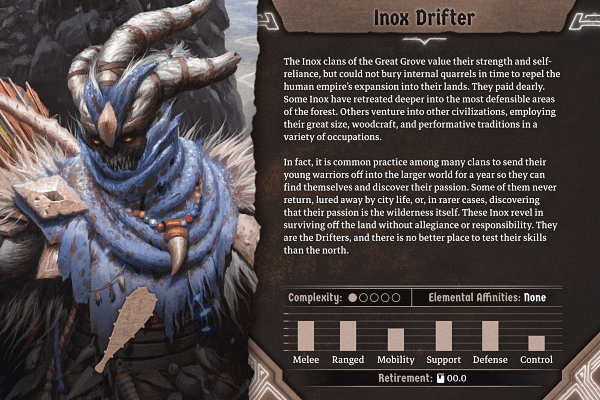 Inox Drifter
The Inox clans of the Great Grove value their strength and self-
reliance, but could not bury internal quarrels in time to repel the
human empire's expansion into their lands. They paid dearly.
Some Inox have retreated deeper into the most defensible areas
of the forest. Others venture into other civilizations, employing
their great size, woodcraft, and performative traditions in a
variety of occupations.
In fact, it is common practice among many clans to send their
young warriors off into the larger world for a year so they can
find themselves and discover their passion. Some of them never
return, lured away by city life, or, in rarer cases, discovering
that their passion is the wilderness itself. These Inox revel in
surviving off the land without allegiance or responsibility. They
are the Drifters, and there is no better place to test their skills
than the north.
Complexity: Elemental Affinities: None
Melee Ranged Mobility Support Defense Control
Retirement: 00.0